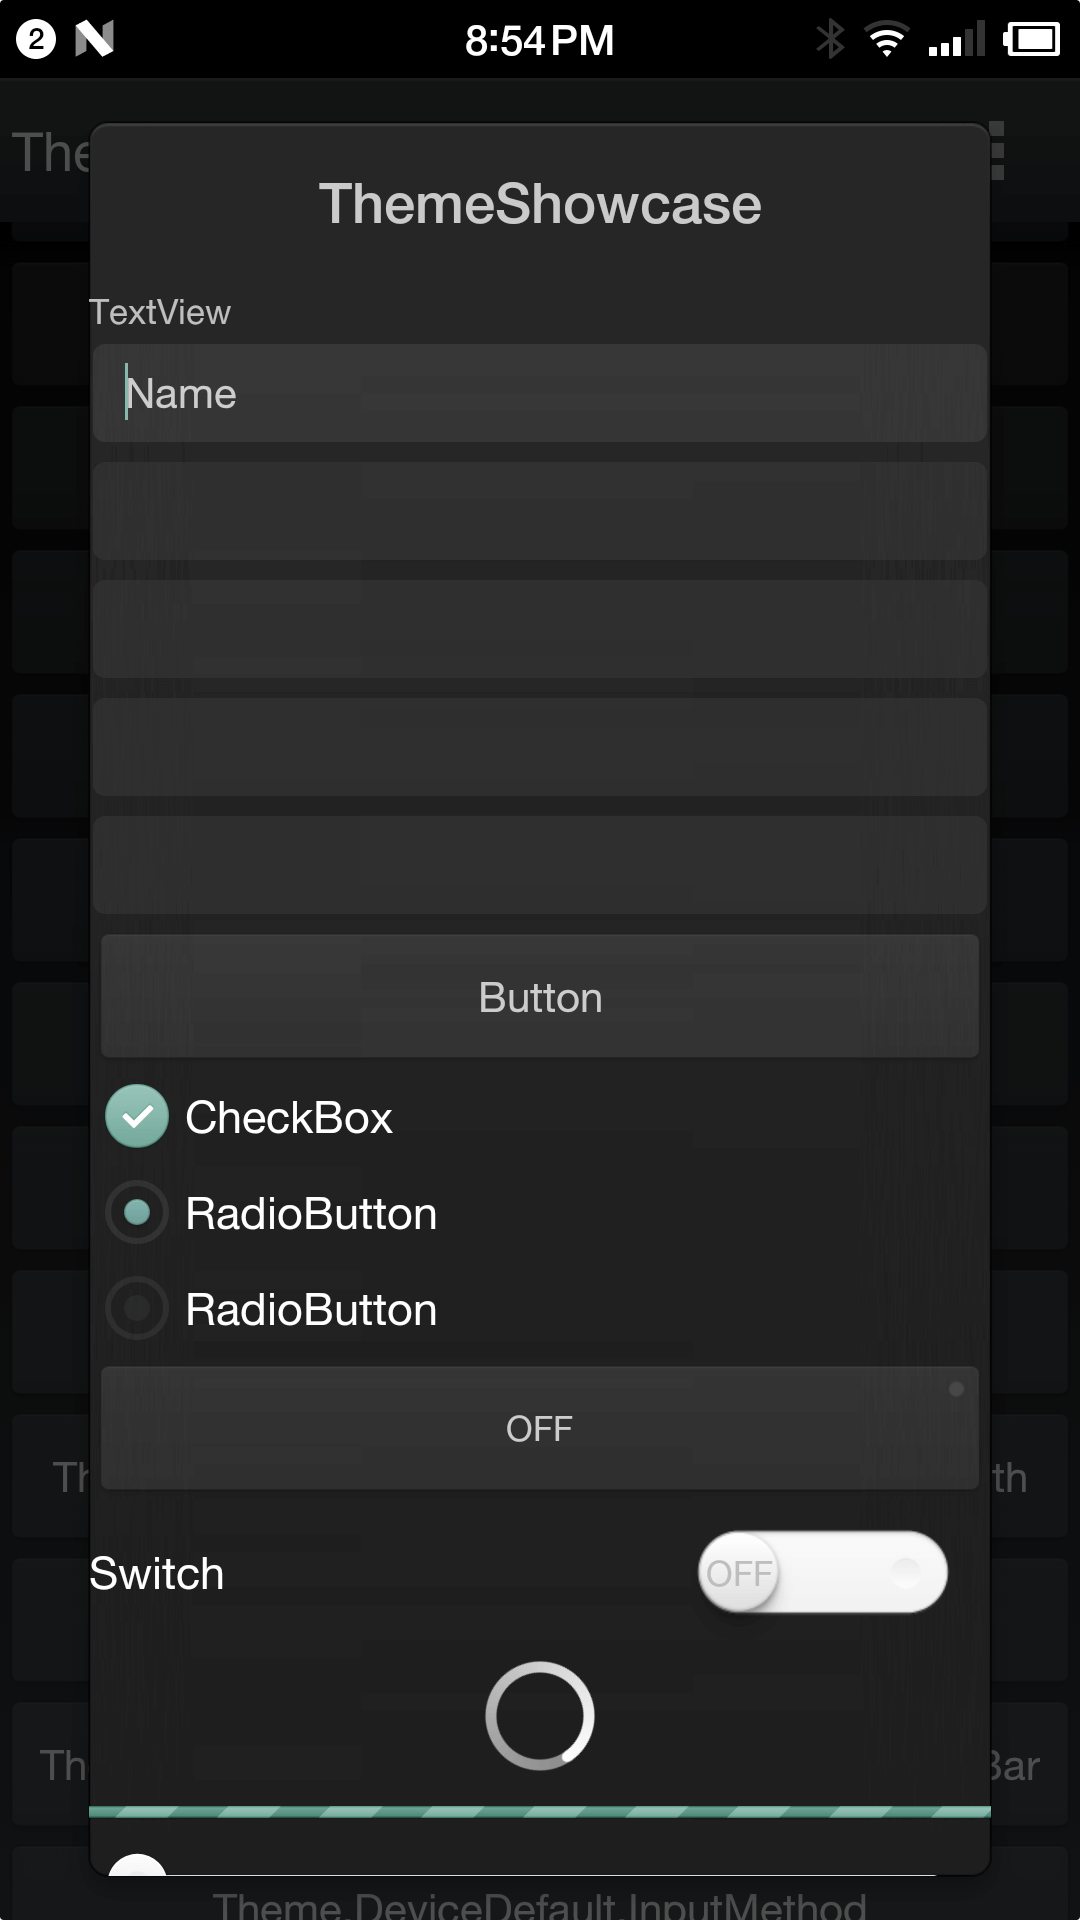 2
8:54 PM
The
ThemeShowcase
TextView
Name
Button
CheckBox
RadioButton
RadioButton
OFF
Th
th
Switch
OFF
Th
Bar
Theme.DeviceDefault.InputMethod